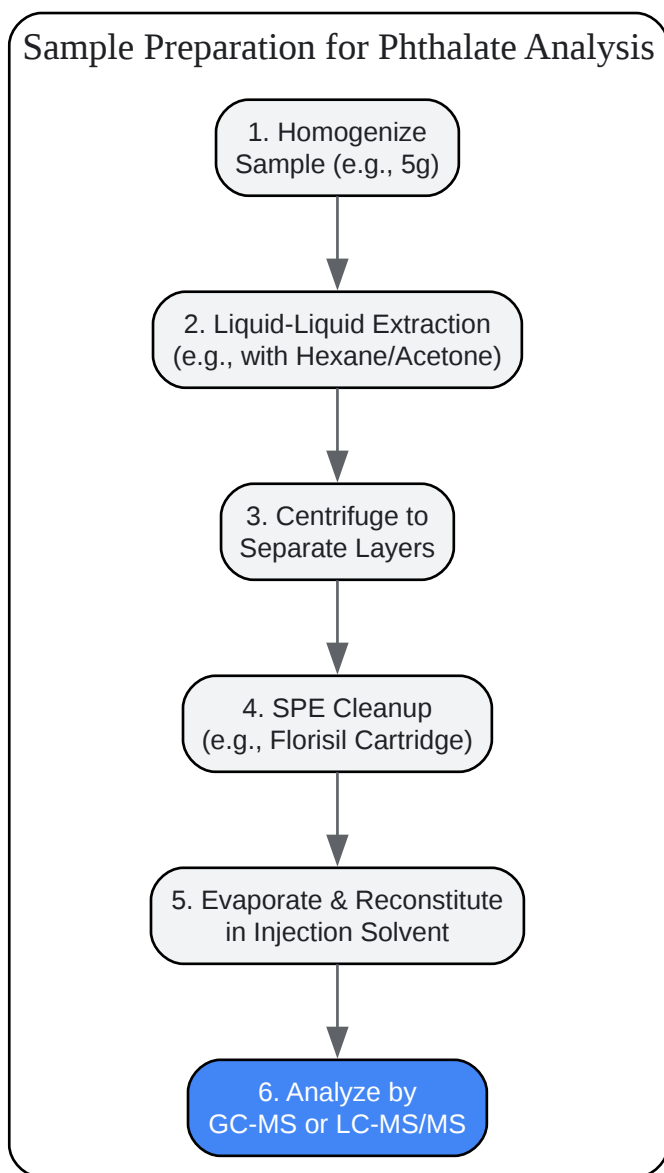 Sample Preparation for Phthalate Analysis
1. Homogenize
Sample (e.g., 5g)
2. Liquid-Liquid Extraction
(e.g., with Hexane/Acetone)
3. Centrifuge to
Separate Layers
4. SPE Cleanup
(e.g., Florisil Cartridge)
5. Evaporate & Reconstitute
in Injection Solvent
6. Analyze by
GC-MS or LC-MS/MS